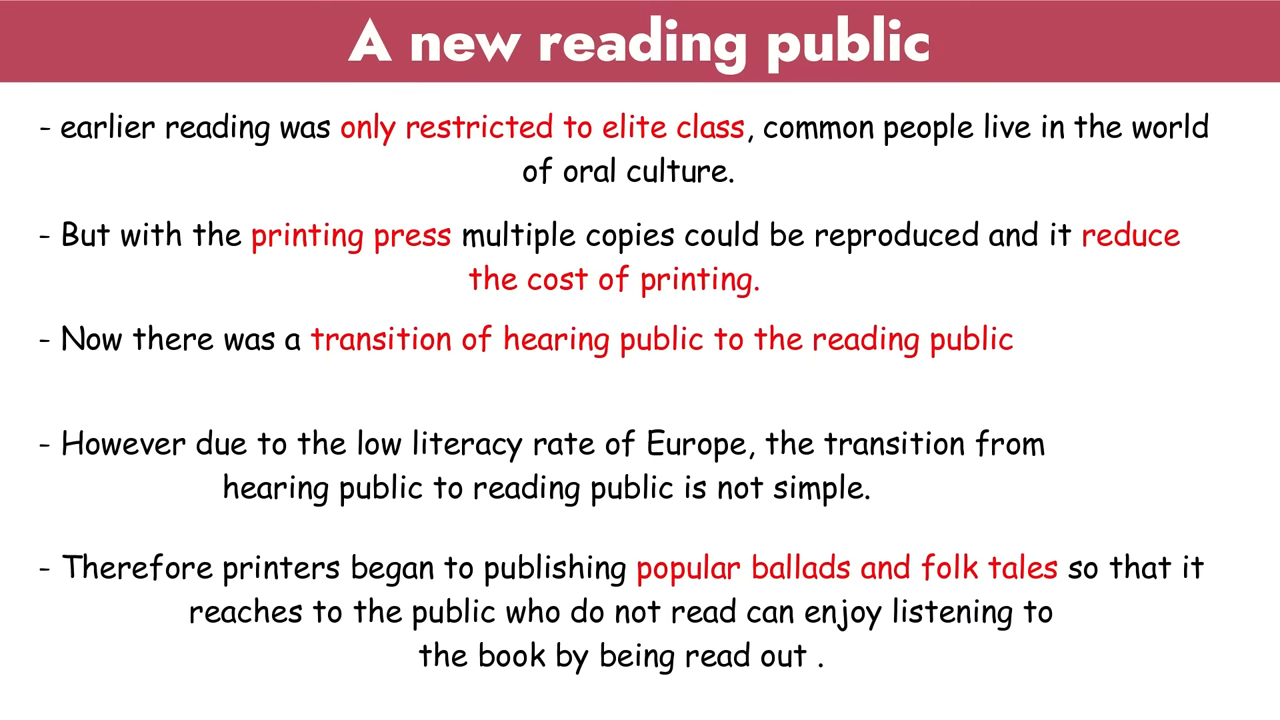 A new reading public
- earlier reading was only restricted to elite class, common people live in the world
of oral culture.
- But with the printing press multiple copies could be reproduced and it reduce
the cost of printing.
- Now there was a transition of hearing public to the reading public
- However due to the low literacy rate of Europe, the transition from
hearing public to reading public is not simple.
- Therefore printers began to publishing popular ballads and folk tales so that it
reaches to the public who do not read can enjoy listening to
the book by being read out .